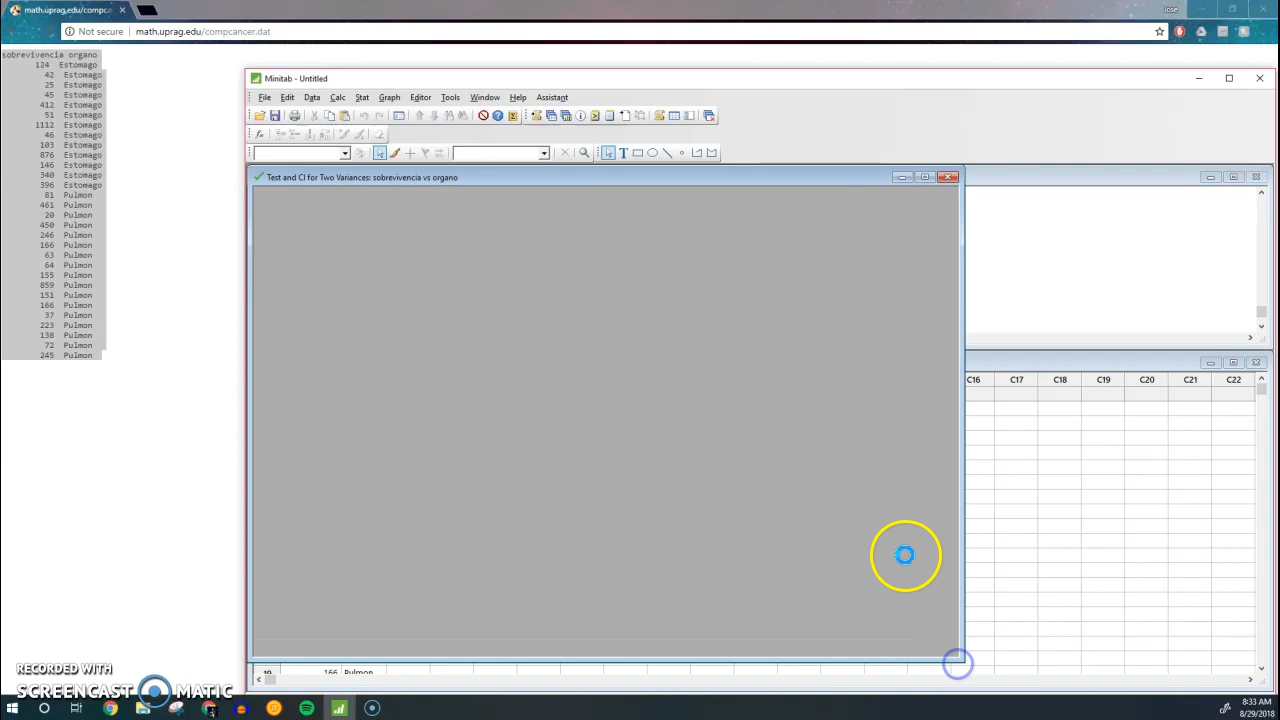 math.uprag.edu/compc
Jose
Not secure
math.uprag.edu/compcancer.dat
sobrevivencia organo
124 Estomago
42 Estomago
25 Estomago
45 Estomago
412 Estomago
51 Estomago
1112 Estomago
46 Estomago
103 Estomago
876 Estomago
146 Estomago
340 Estomago
396 Estomago
81 Pulmon
461 Pulmon
20 Pulmon
450 Pulmon
246 Pulmon
166 Pulmon
63 Pulmon
64 Pulmon
155 Pulmon
859 Pulmon
151 Pulmon
166 Pulmon
37 Pulmon
223 Pulmon
138 Pulmon
72 Pulmon
245 Pulmon
Minitab - Untitled
File Edit Data Calc Stat Graph Editor Tools Window Help Assistant
Test and CI for Two Variances: sobrevivencia vs organo
C16 C17 C18 C19 C20 C21 C22
19 166 Pulmon
RECORDED WITH
SCREENCAST MATIC
8:33 AM
8/29/2018